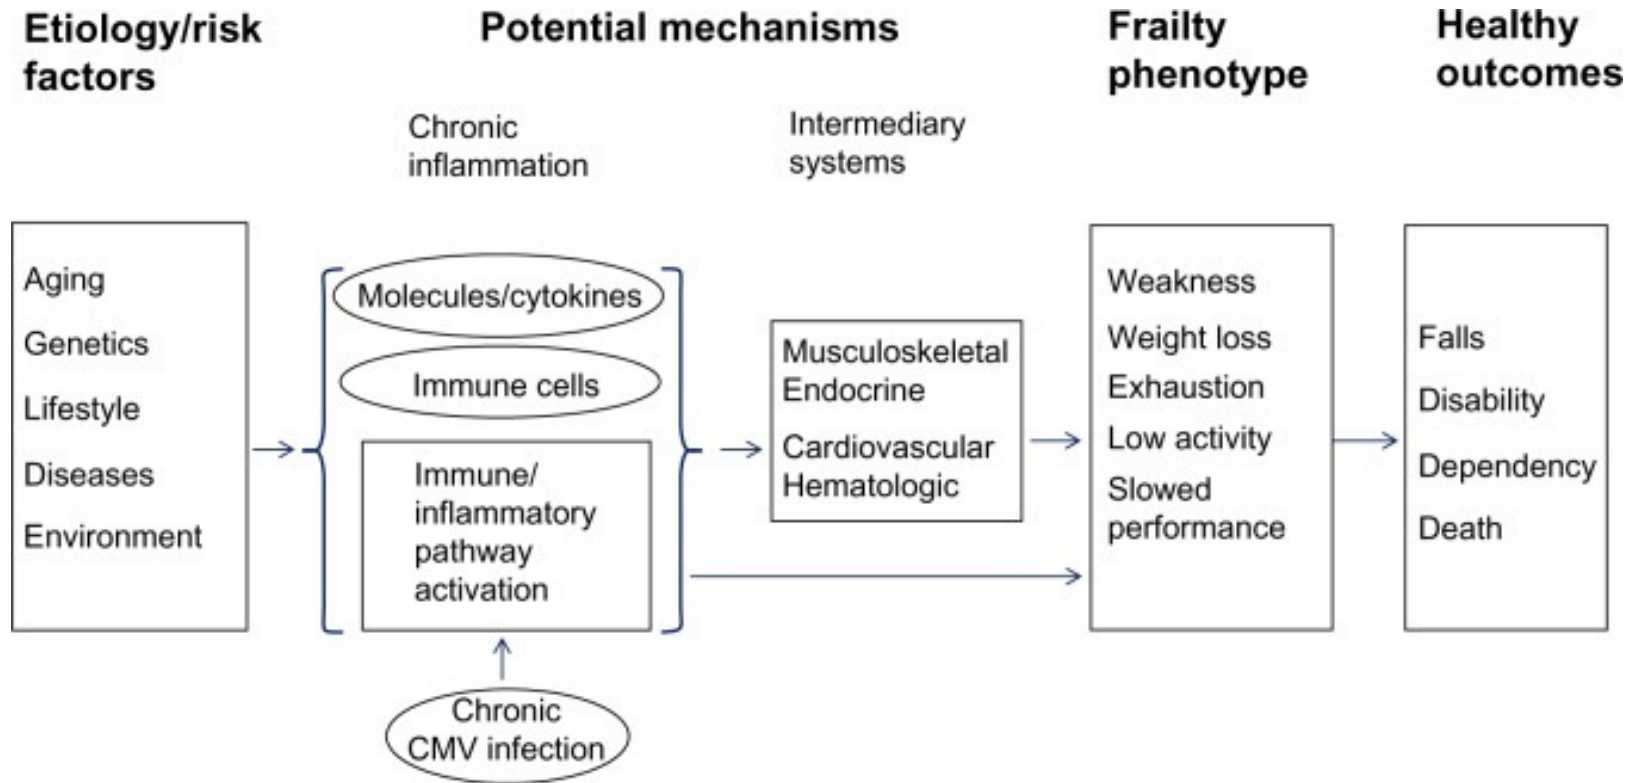 Etiology/risk
factors
Potential mechanisms
Frailty
phenotype
Healthy
outcomes
Chronic
inflammation
Intermediary
systems
Aging
Genetics
Lifestyle
Diseases
Environment
Molecules/cytokines
Immune cells
Immune/
inflammatory
pathway
activation
Chronic
CMV infection
Musculoskeletal
Endocrine
Cardiovascular
Hematologic
Weakness
Weight loss
Exhaustion
Low activity
Slowed
performance
Falls
Disability
Dependency
Death